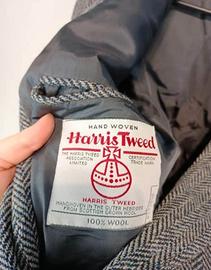 HAND WOVEN
Harris Tweed
THE HARRIS TWEED ASSOCIATION LIMITED
CERTIFICATION TRADE MARK
HARRIS TWEED
HANDWOVEN IN THE OUTER HEBRIDES
FROM SCOTTISH GROWN WOOL
100% WOOL